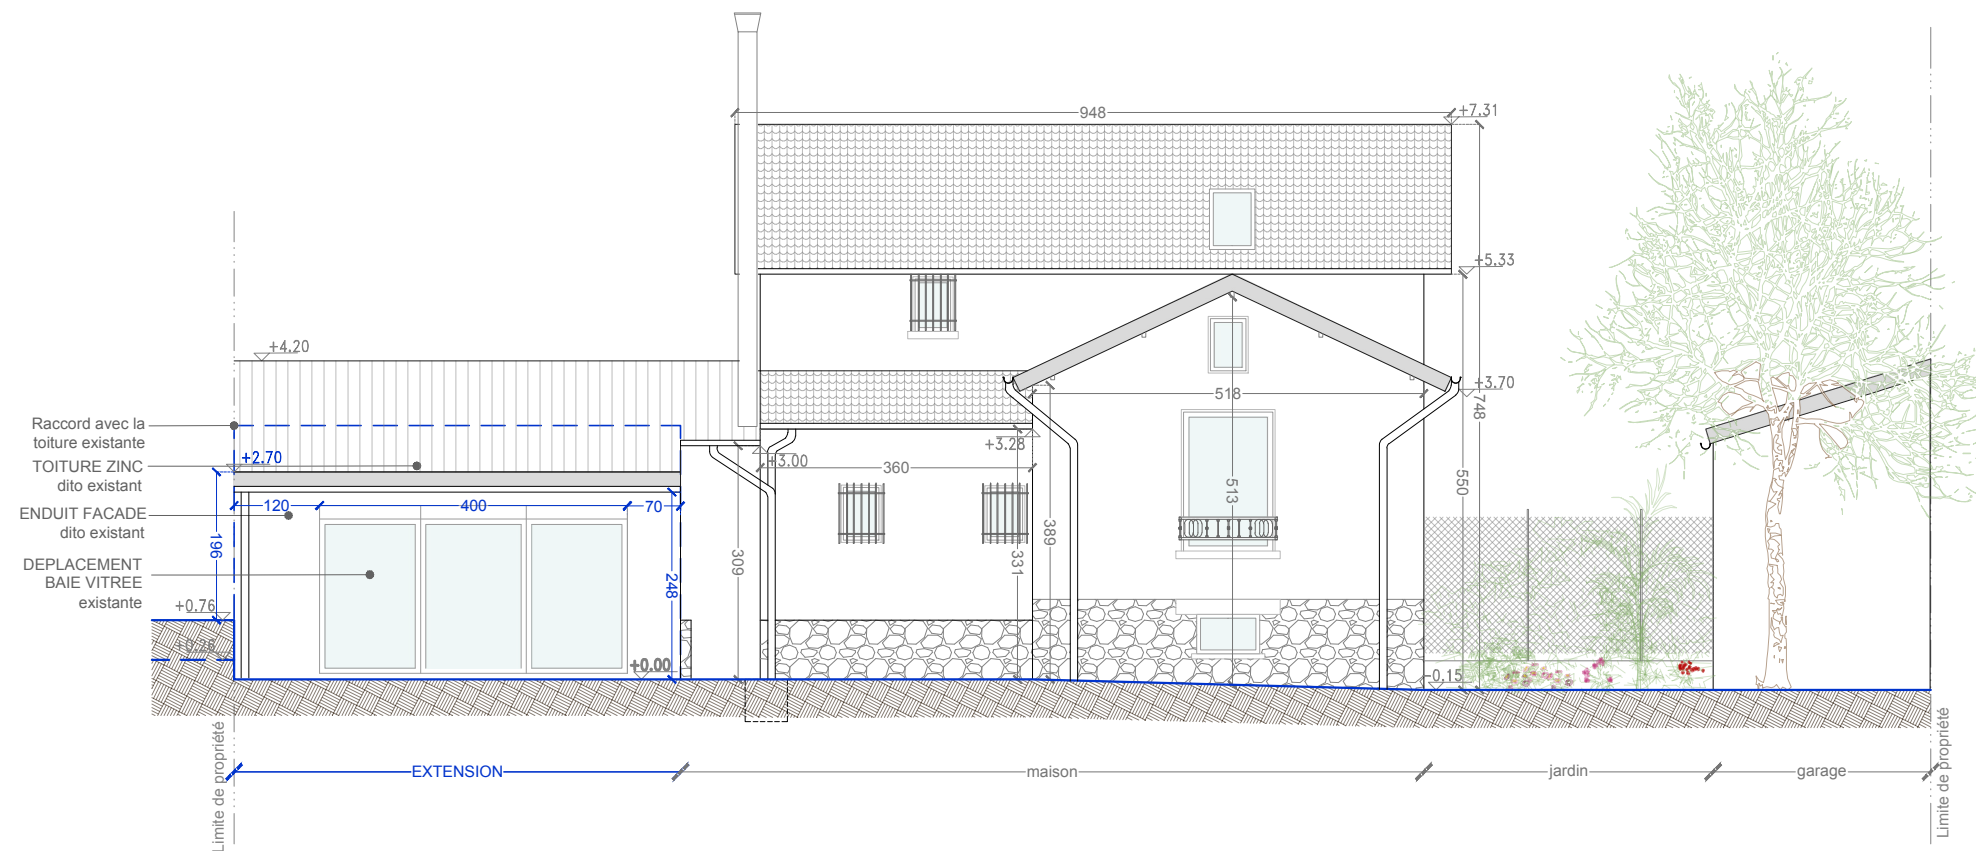 948
+7.31
+5.33
+4.20
+3.70
518
748
Raccord avec la
toiture existante
+3.28
+2.70
+3.00
TOITURE ZINC
dito existant
360
550
513
120
400
70
ENDUIT FACADE
dito existant
196
389
309
331
DEPLACEMENT
BAIE VITREE
existante
248
+0.76
+0.26
+0.00
-0.15
Limite de propriété
EXTENSION
maison
jardin
garage
Limite de propriété